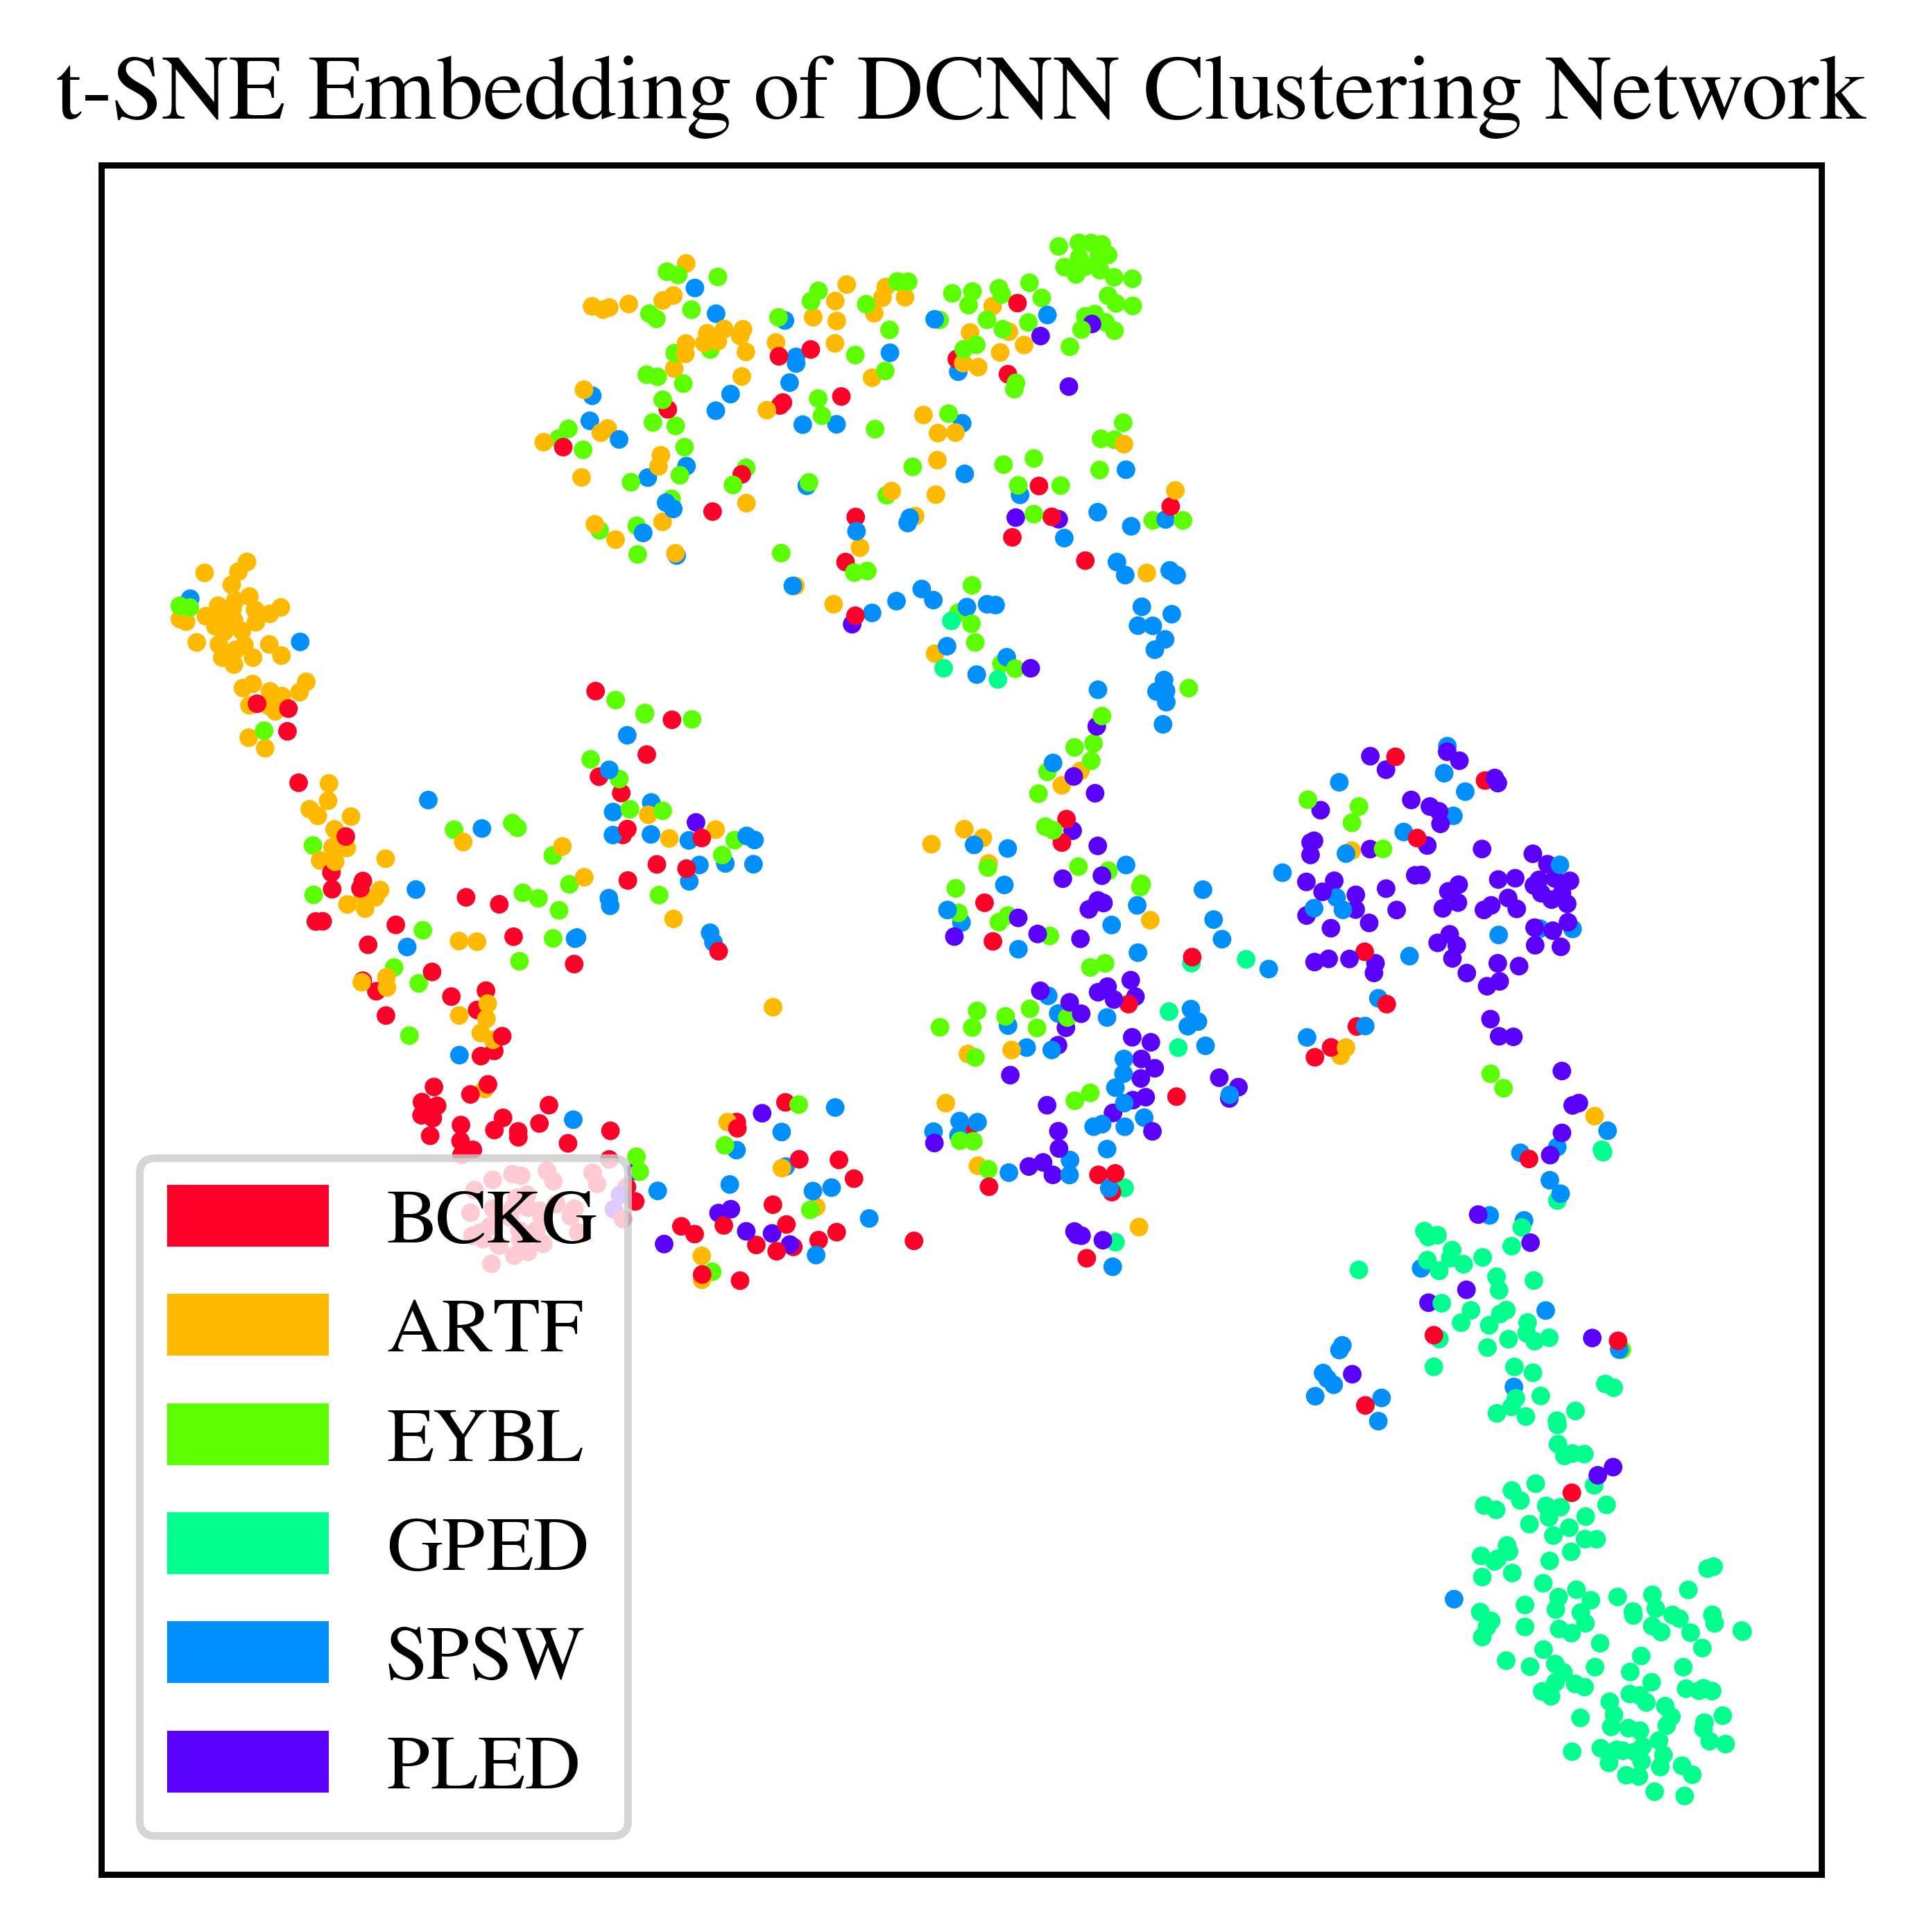 t-SNE Embedding of DCNN Clustering Network
BCKG
ARTF
EYBL
GPED
SPSW
PLED